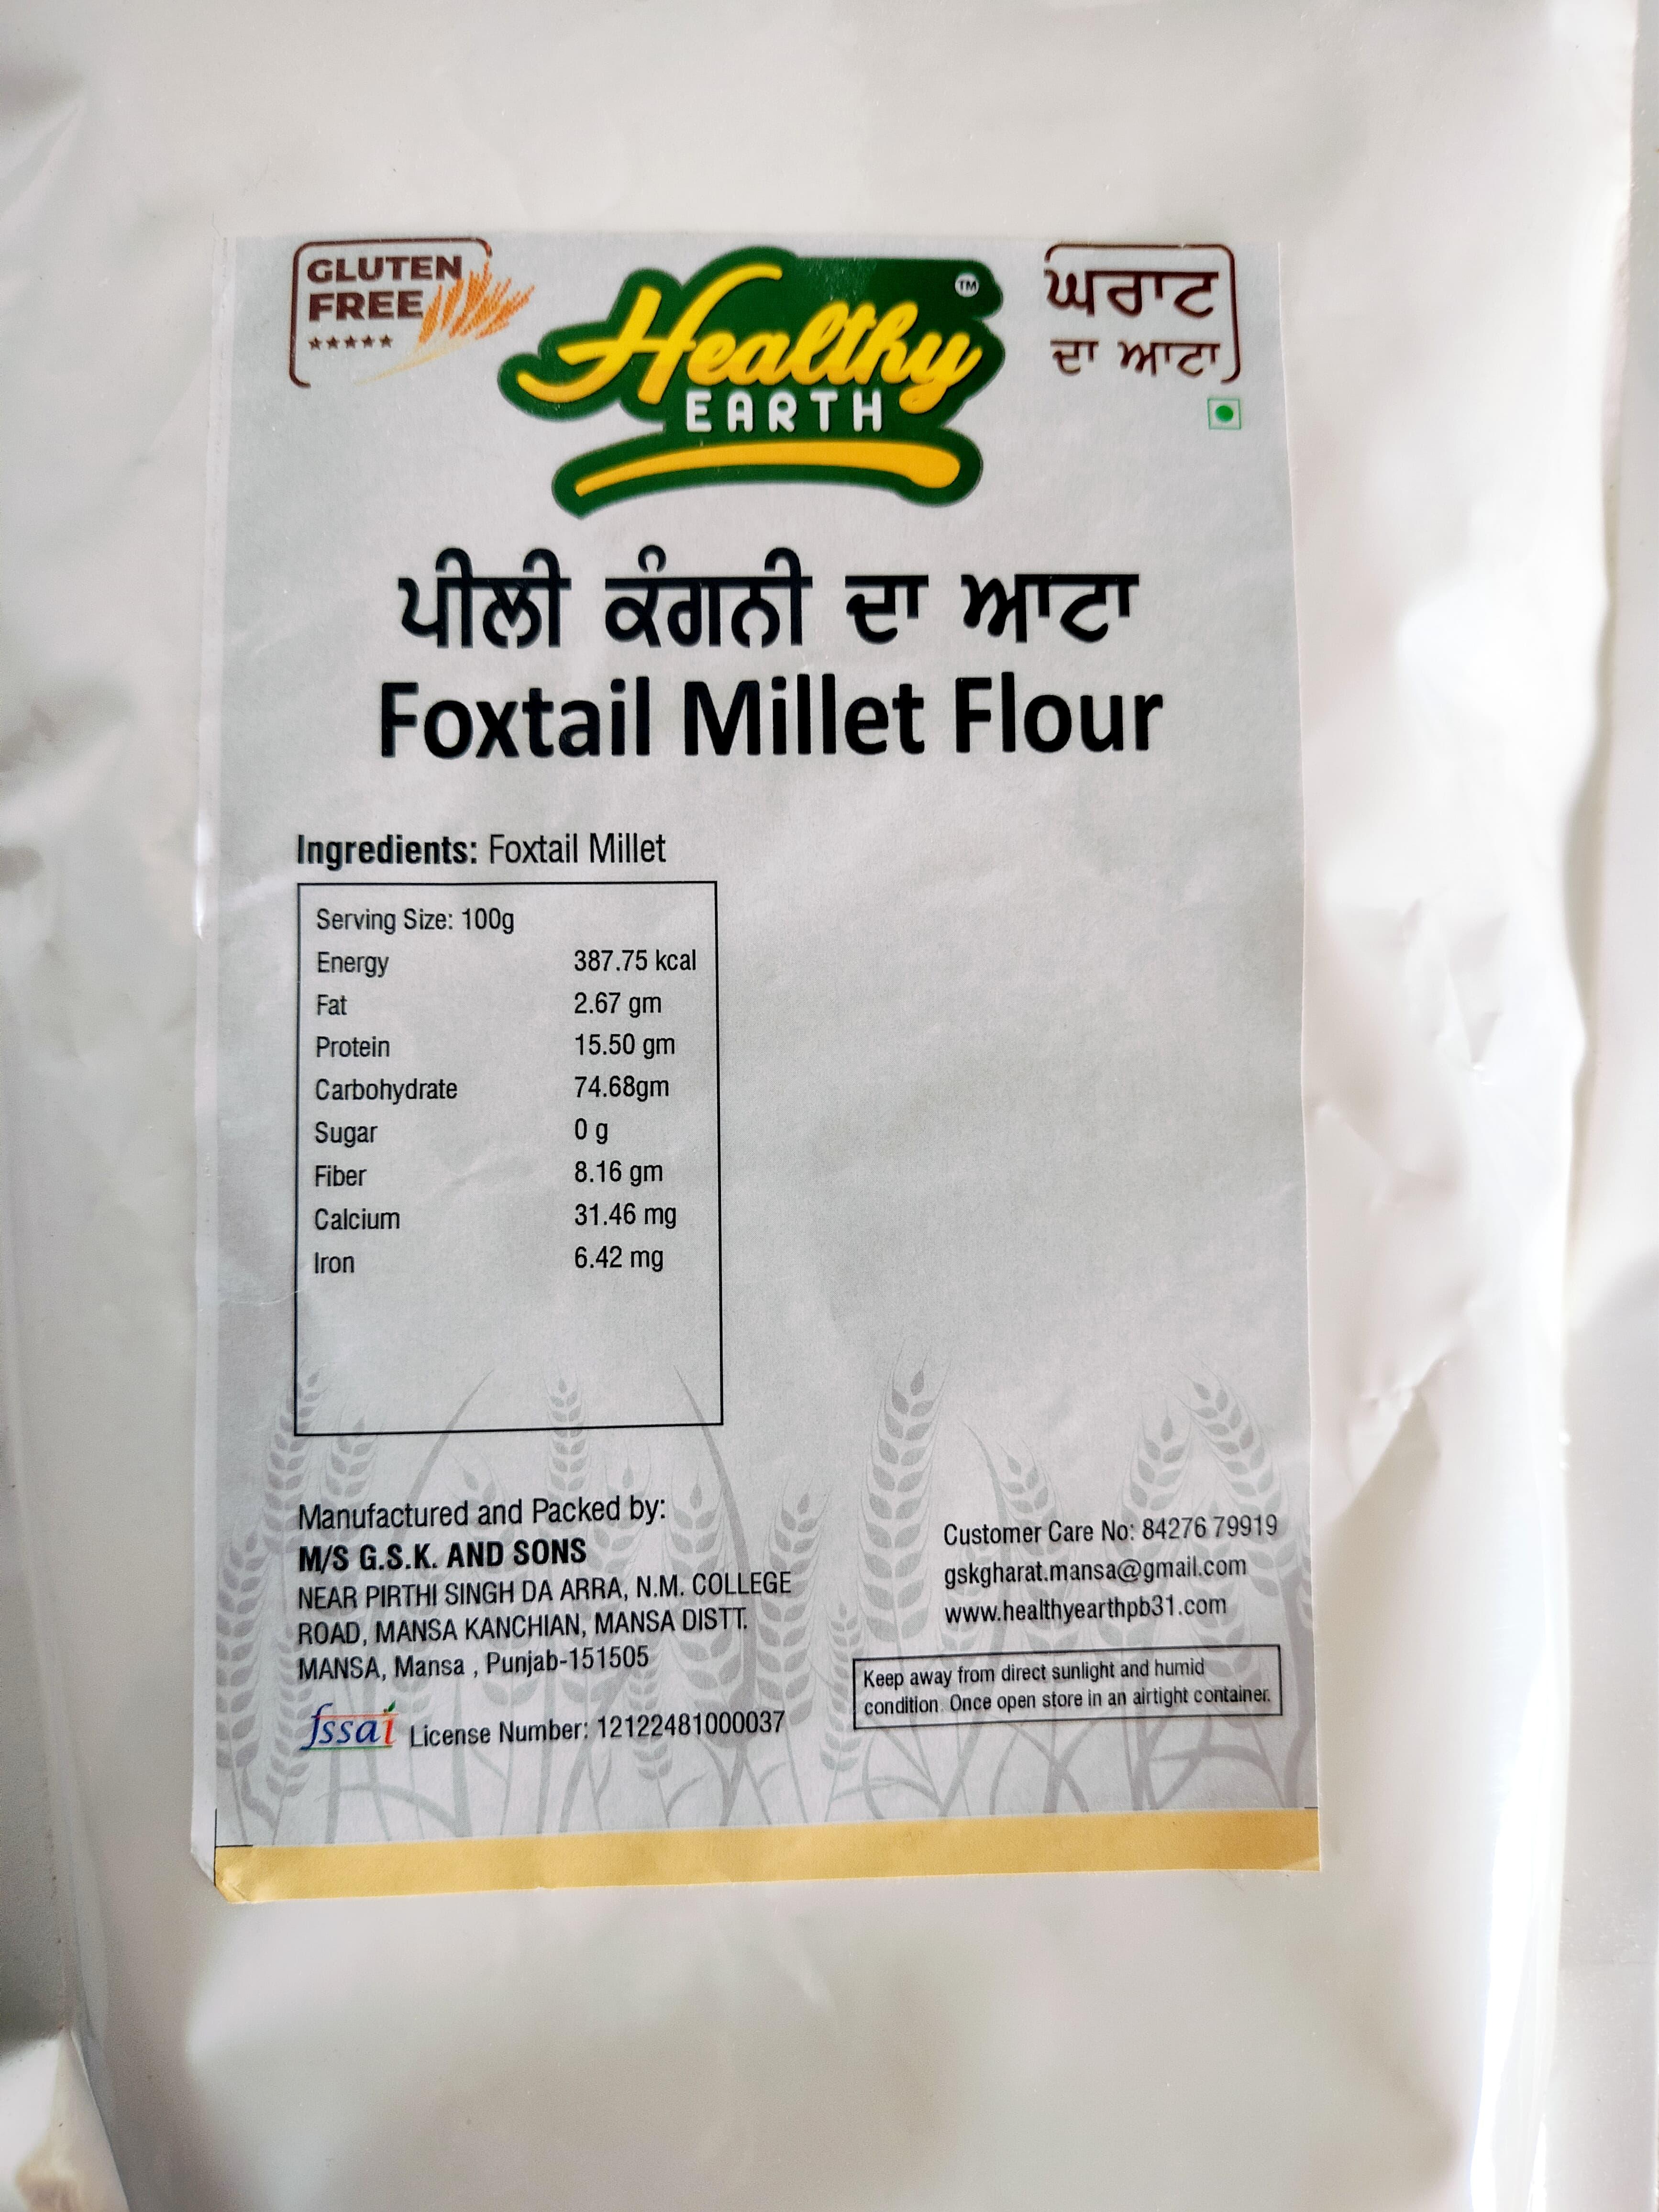 GLUTEN
FREE
★★★★★
Healthy
EARTH
TM
ਘਰਾਟ
ਦਾ ਆਟਾ
ਪੀਲੀ ਕੰਗਨੀ ਦਾ ਆਟਾ
Foxtail Millet Flour
Ingredients: Foxtail Millet
Serving Size: 100g
Energy 387.75 kcal
Fat 2.67 gm
Protein 15.50 gm
Carbohydrate 74.68gm
Sugar 0 g
Fiber 8.16 gm
Calcium 31.46 mg
Iron 6.42 mg
Manufactured and Packed by:
M/S G.S.K. AND SONS
NEAR PIRTHI SINGH DA ARRA, N.M. COLLEGE
ROAD, MANSA KANCHIAN, MANSA DISTT.
MANSA, Mansa , Punjab-151505
fssai License Number: 12122481000037
Customer Care No: 84276 79919
gskgharat.mansa@gmail.com
www.healthyearthpb31.com
Keep away from direct sunlight and humid
condition. Once open store in an airtight container.